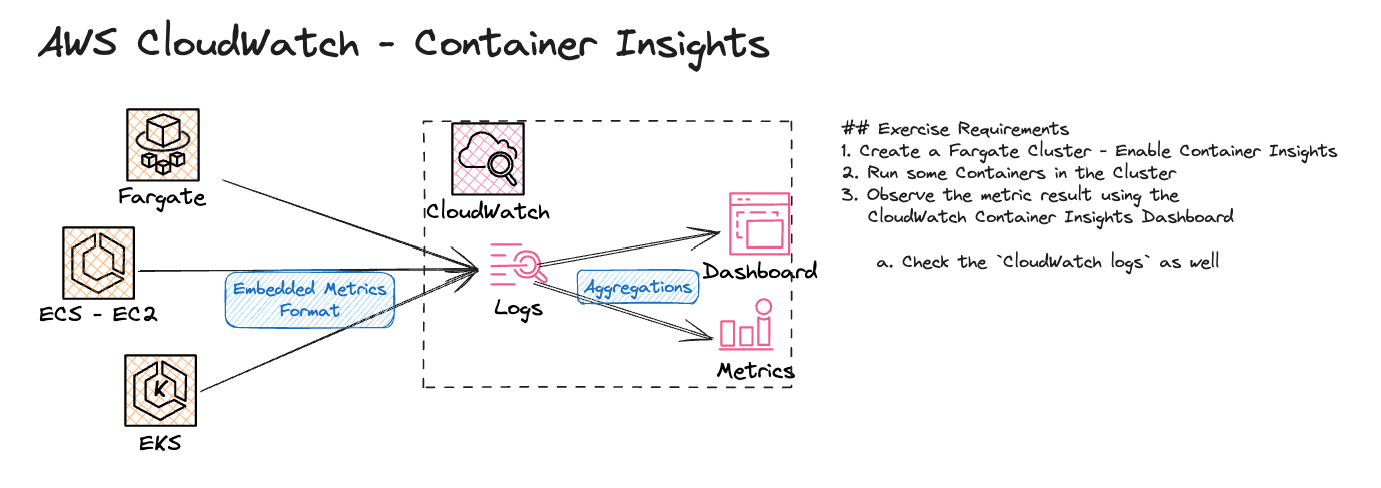 AWS CloudWatch - Container Insights
Fargate
ECS - EC2
K
EKS
Embedded Metrics
Format
CloudWatch
Logs
Aggregations
Dashboard
Metrics
## Exercise Requirements
1. Create a Fargate Cluster - Enable Container Insights
2. Run some Containers in the Cluster
3. Observe the metric result using the
CloudWatch Container Insights Dashboard
a. Check the `CloudWatch logs` as well